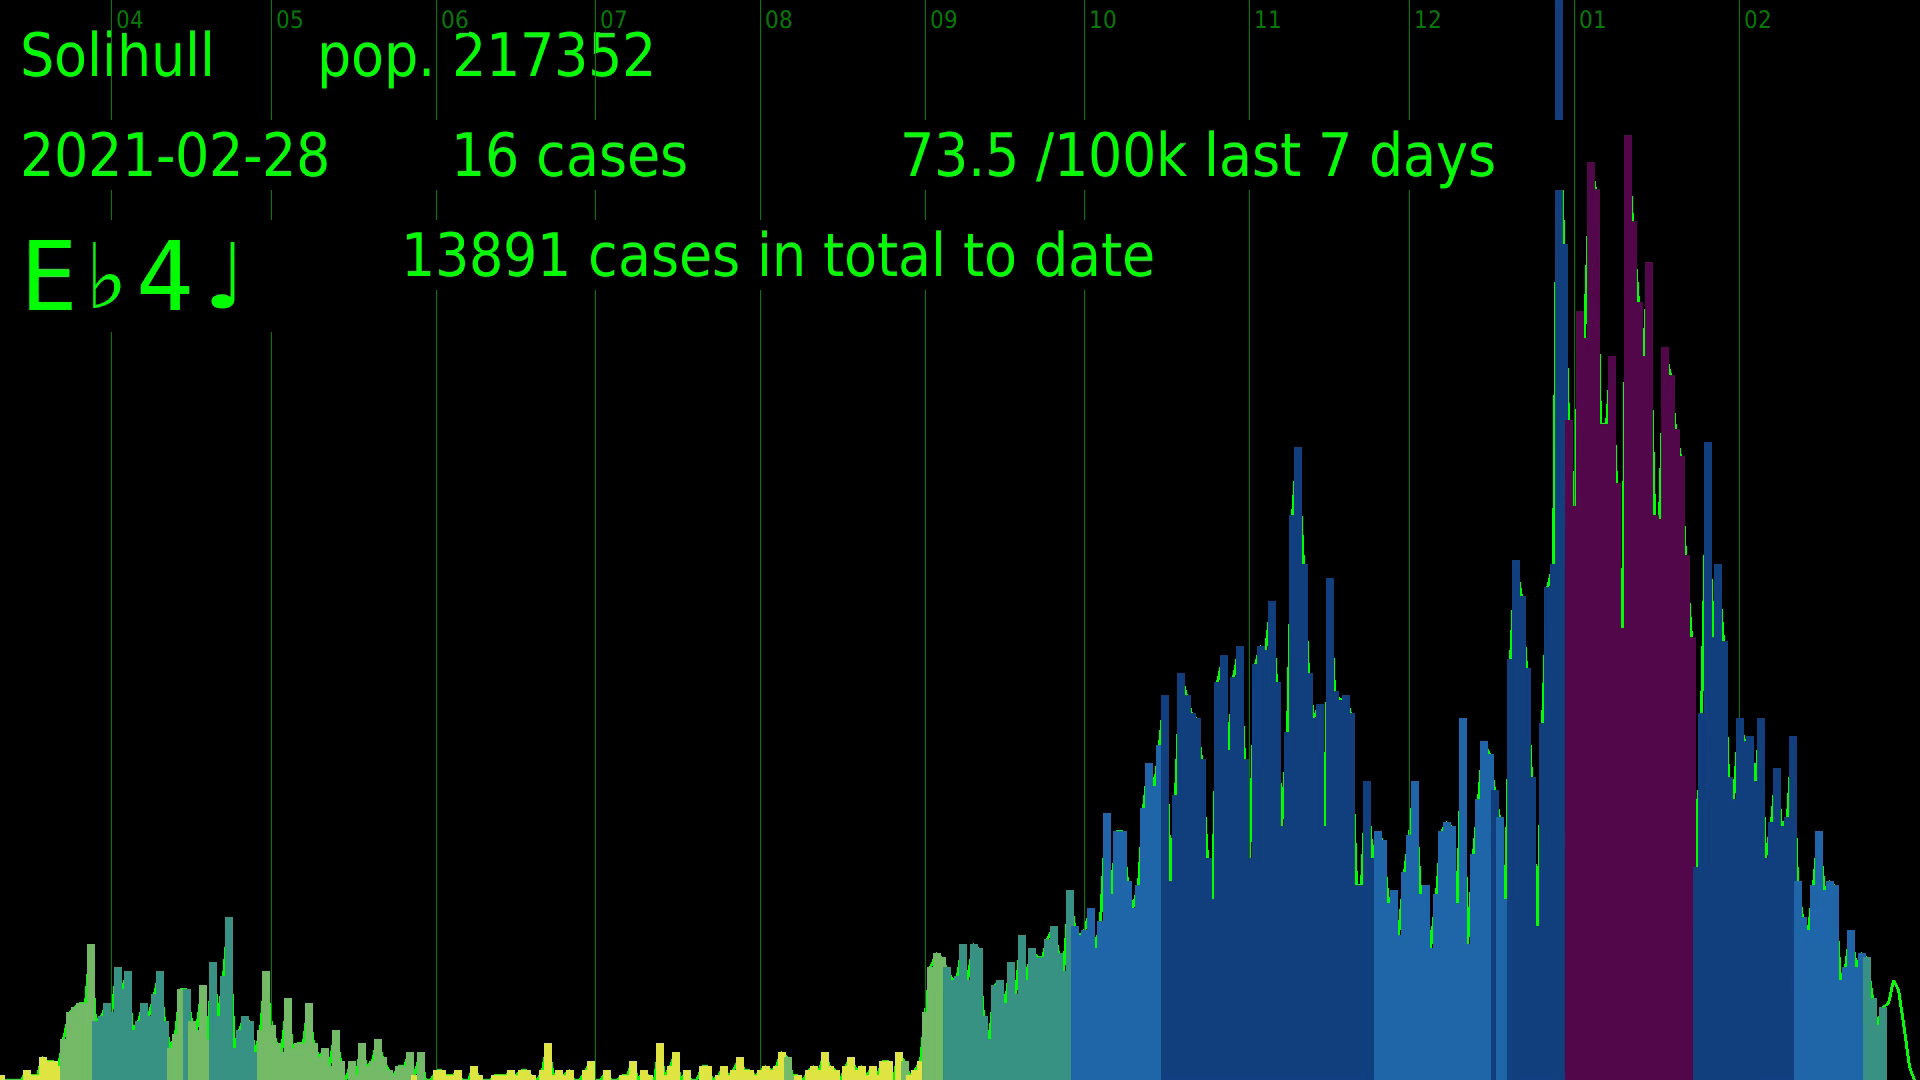 04 05 06 07 08 09 10 11 12 01 02
Solihull pop. 217352
2021-02-28 16 cases 73.5 /100k last 7 days
E♭4♩ 13891 cases in total to date